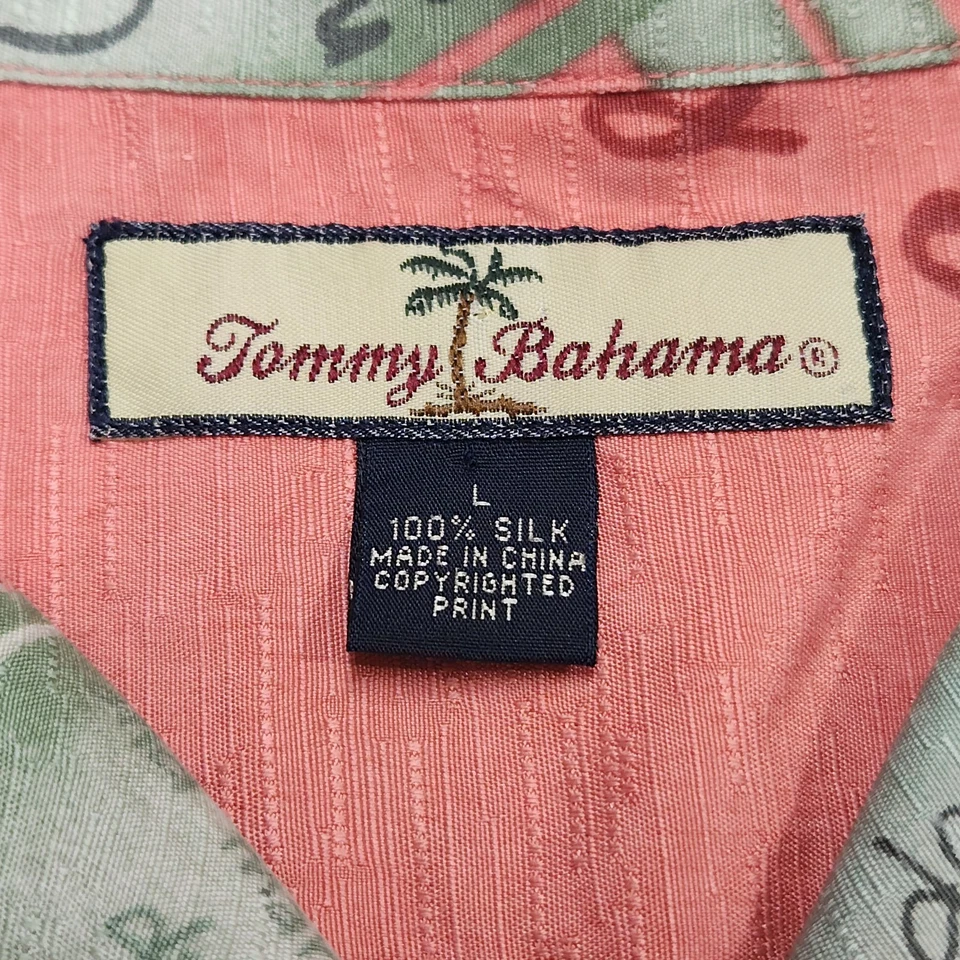 Tommy Bahama®
L
100% SILK
MADE IN CHINA
COPYRIGHTED
PRINT